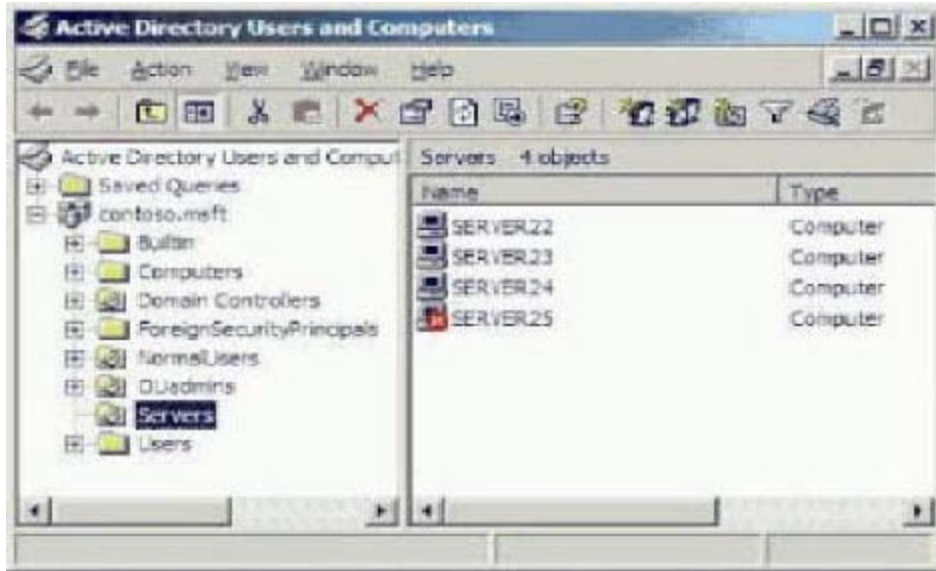 Active Directory Users and Computers
File Action View Window Help
Active Directory Users and Comput
Saved Queries
contoso.msft
Builtin
Computers
Domain Controllers
ForeignSecurityPrincipals
NormalUsers
OUadmins
Servers
Users
Servers 4 objects
Name Type
SERVER22 Computer
SERVER23 Computer
SERVER24 Computer
SERVER25 Computer